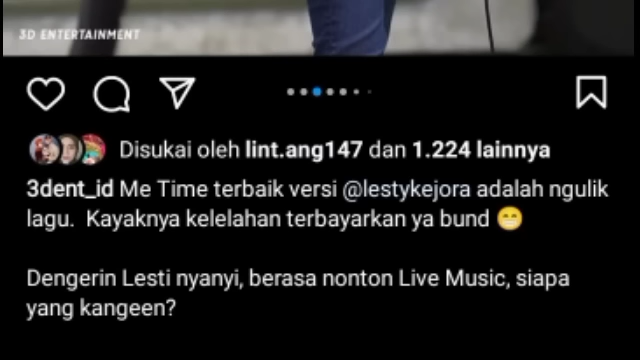 3D ENTERTAINMENT
Disukai oleh lint.ang147 dan 1.224 lainnya
3dent_id Me Time terbaik versi @lestykejora adalah ngulik
lagu. Kayaknya kelelahan terbayarkan ya bund 😁
Dengerin Lesti nyanyi, berasa nonton Live Music, siapa
yang kangeen?